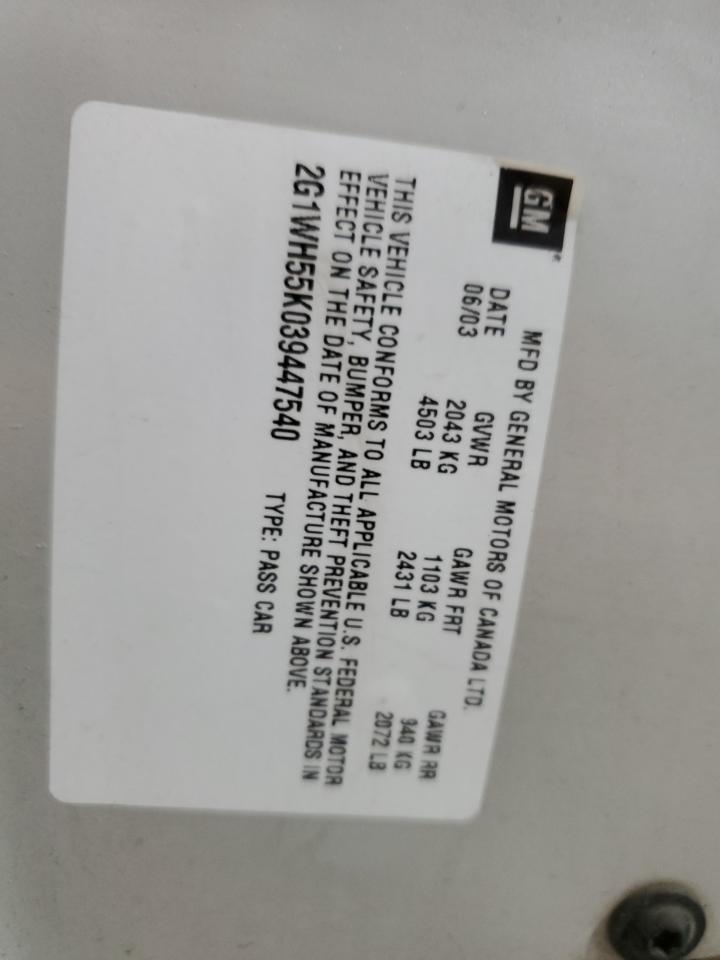 GM
MFD BY GENERAL MOTORS OF CANADA LTD.
DATE GVWR GAWR FRT GAWR RR
06/03 2043 KG 1103 KG 940 KG
4503 LB 2431 LB 2072 LB
THIS VEHICLE CONFORMS TO ALL APPLICABLE U.S. FEDERAL MOTOR
VEHICLE SAFETY, BUMPER, AND THEFT PREVENTION STANDARDS IN
EFFECT ON THE DATE OF MANUFACTURE SHOWN ABOVE.
2G1WH55K039447540 TYPE: PASS CAR